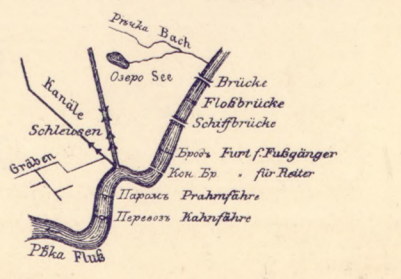 Рѣчка Bach
Озеро See
Kanäle
Brücke
Floßbrücke
Schleusen
Schiffbrücke
Gräben
Бродъ Furt f. Fußgänger
Кон Бр „ für Reiter
Паромъ Prahmfähre
Перевозъ Kahnfähre
Рѣка Fluß